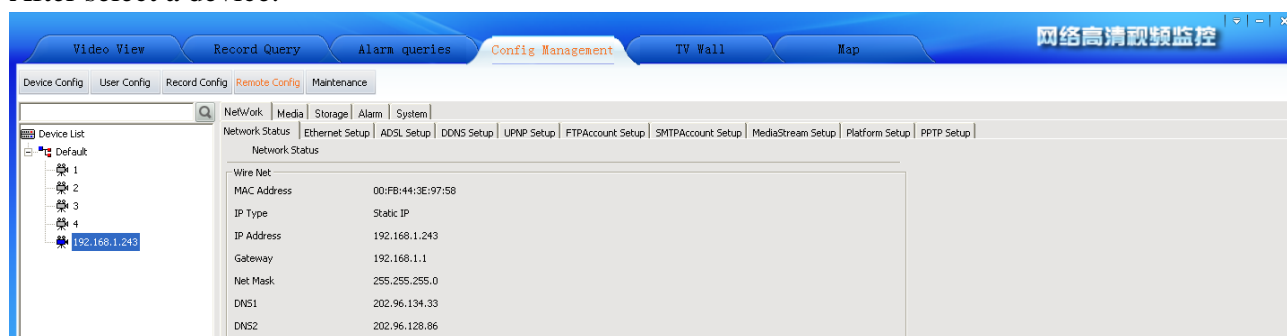 After select a device:
Video View Record Query Alarm queries Config Management TV Wall Map 网络高清视频监控
Device Config User Config Record Config Remote Config Maintenance
NetWork Media Storage Alarm System
Network Status Ethernet Setup ADSL Setup DDNS Setup UPNP Setup FTPAccount Setup SMTPAccount Setup MediaStream Setup Platform Setup PPTP Setup
Device List
Default
1
2
3
4
192.168.1.243
Network Status
Wire Net
MAC Address 00:FB:44:3E:97:58
IP Type Static IP
IP Address 192.168.1.243
Gateway 192.168.1.1
Net Mask 255.255.255.0
DNS1 202.96.134.33
DNS2 202.96.128.86